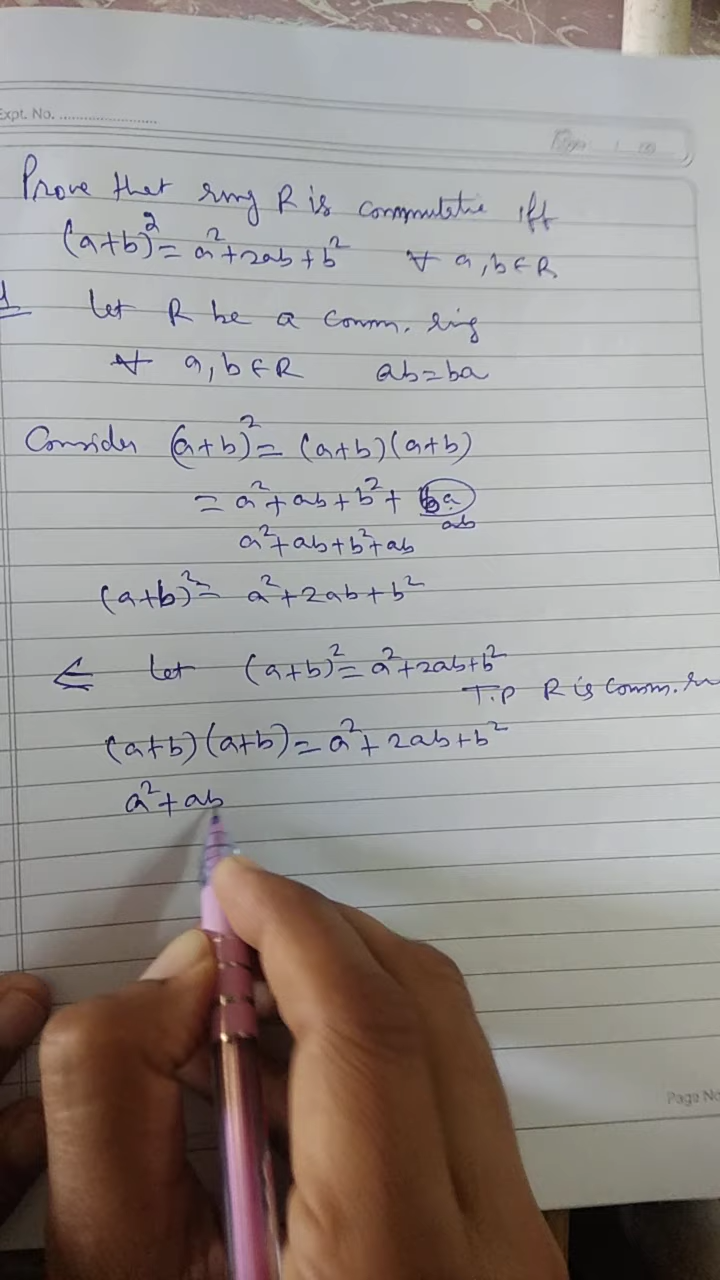 Expt. No. ........................
Prove that ring R is commutative iff
(a+b)² = a²+2ab+b² ∀ a,b∈R
Let R be a comm. ring
∀ a,b∈R ab=ba
Consider (a+b)² = (a+b)(a+b)
= a²+ab+b²+ba
ab
a²+ab+b²+ab
(a+b)² = a²+2ab+b²
⇐ Let (a+b)² = a²+2ab+b²
T.P R is comm.
(a+b)(a+b) = a²+2ab+b²
a²+ab
Page No